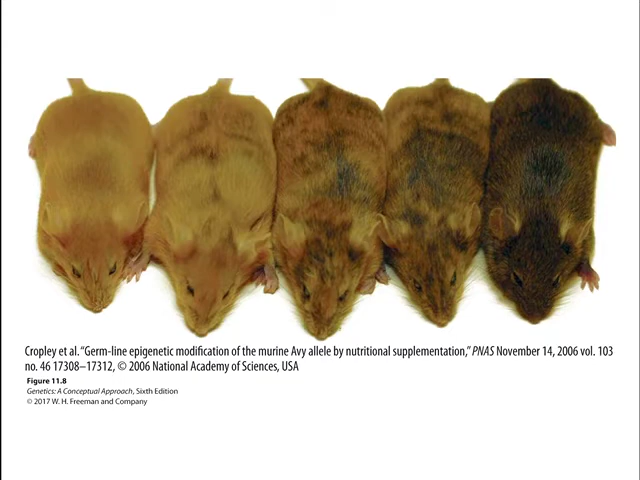 Cropley et al. “Germ-line epigenetic modification of the murine Avy allele by nutritional supplementation,” PNAS November 14, 2006 vol. 103
no. 46 17308–17312, © 2006 National Academy of Sciences, USA
Figure 11.8
Genetics: A Conceptual Approach, Sixth Edition
© 2017 W. H. Freeman and Company